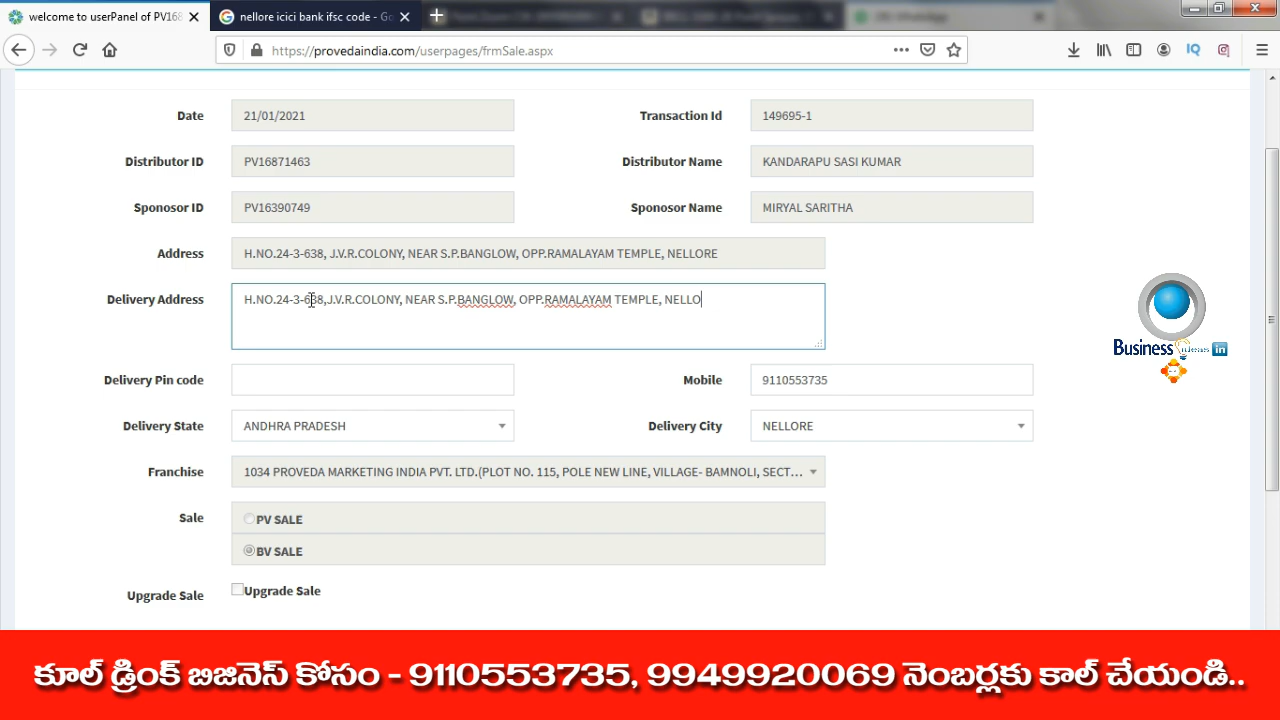 welcome to userPanel of PV168
nellore icici bank ifsc code - Go
https://provedaindia.com/userpages/frmSale.aspx
Date 21/01/2021 Transaction Id 149695-1
Distributor ID PV16871463 Distributor Name KANDARAPU SASI KUMAR
Sponosor ID PV16390749 Sponosor Name MIRYAL SARITHA
Address H.NO.24-3-638, J.V.R.COLONY, NEAR S.P.BANGLOW, OPP.RAMALAYAM TEMPLE, NELLORE
Delivery Address H.NO.24-3-638,J.V.R.COLONY, NEAR S.P.BANGLOW, OPP.RAMALAYAM TEMPLE, NELLO
Delivery Pin code Mobile 9110553735
Delivery State ANDHRA PRADESH Delivery City NELLORE
Franchise 1034 PROVEDA MARKETING INDIA PVT. LTD.(PLOT NO. 115, POLE NEW LINE, VILLAGE- BAMNOLI, SECT...
Sale PV SALE
BV SALE
Upgrade Sale Upgrade Sale
Business ideas in
కూల్ డ్రింక్ బిజినెస్ కోసం - 9110553735, 9949920069 నెంబర్లకు కాల్ చేయండి..